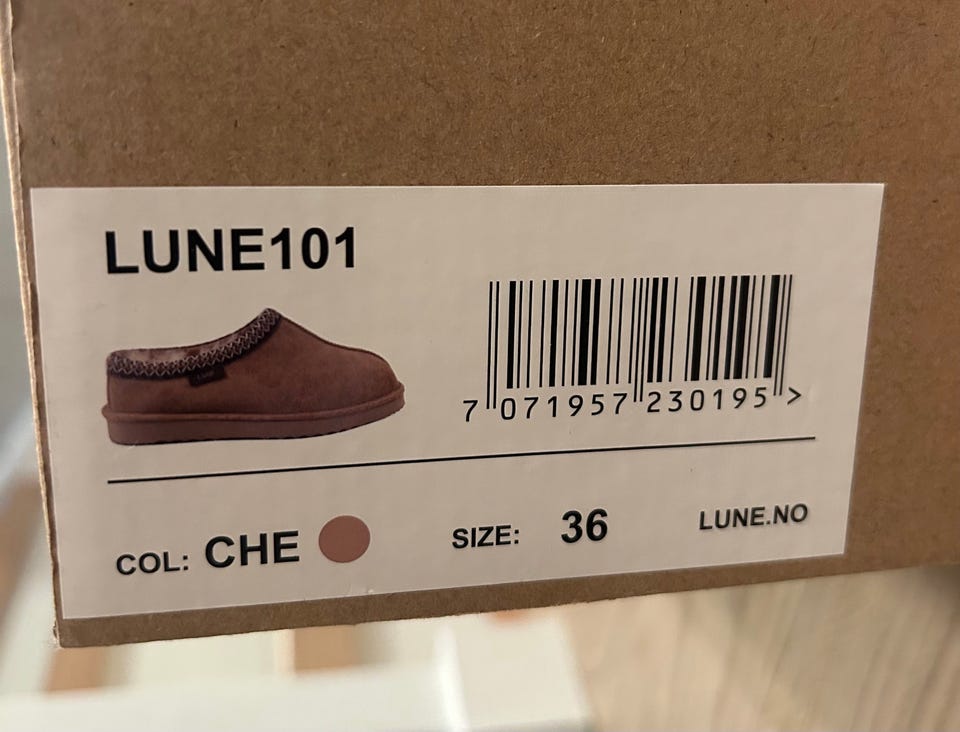 LUNE101
7 071957 230195 >
COL: CHE
SIZE: 36
LUNE.NO